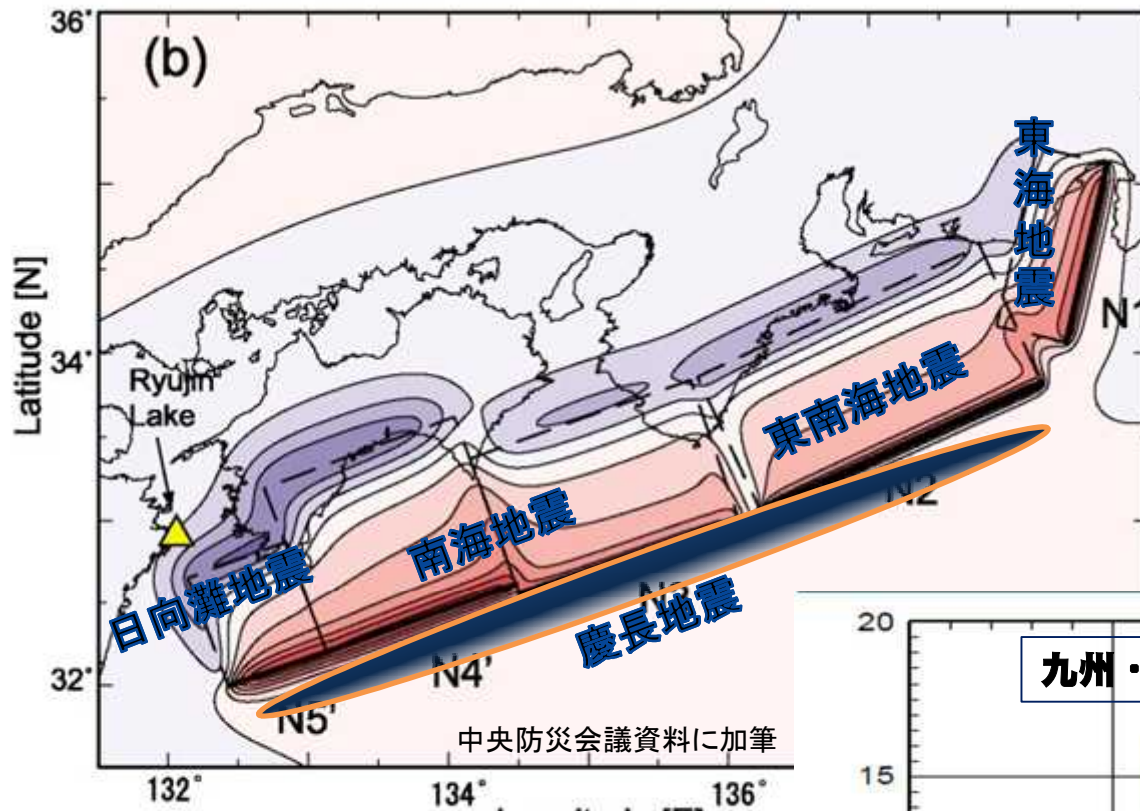 36°
(b)
東海地震
Latitude [N]
N1
34°
Ryujin
Lake
東南海地震
N2
南海地震
日向灘地震
N3
慶長地震
20
32°
N4'
九州・
N5'
中央防災会議資料に加筆
15
132°
134°
136°